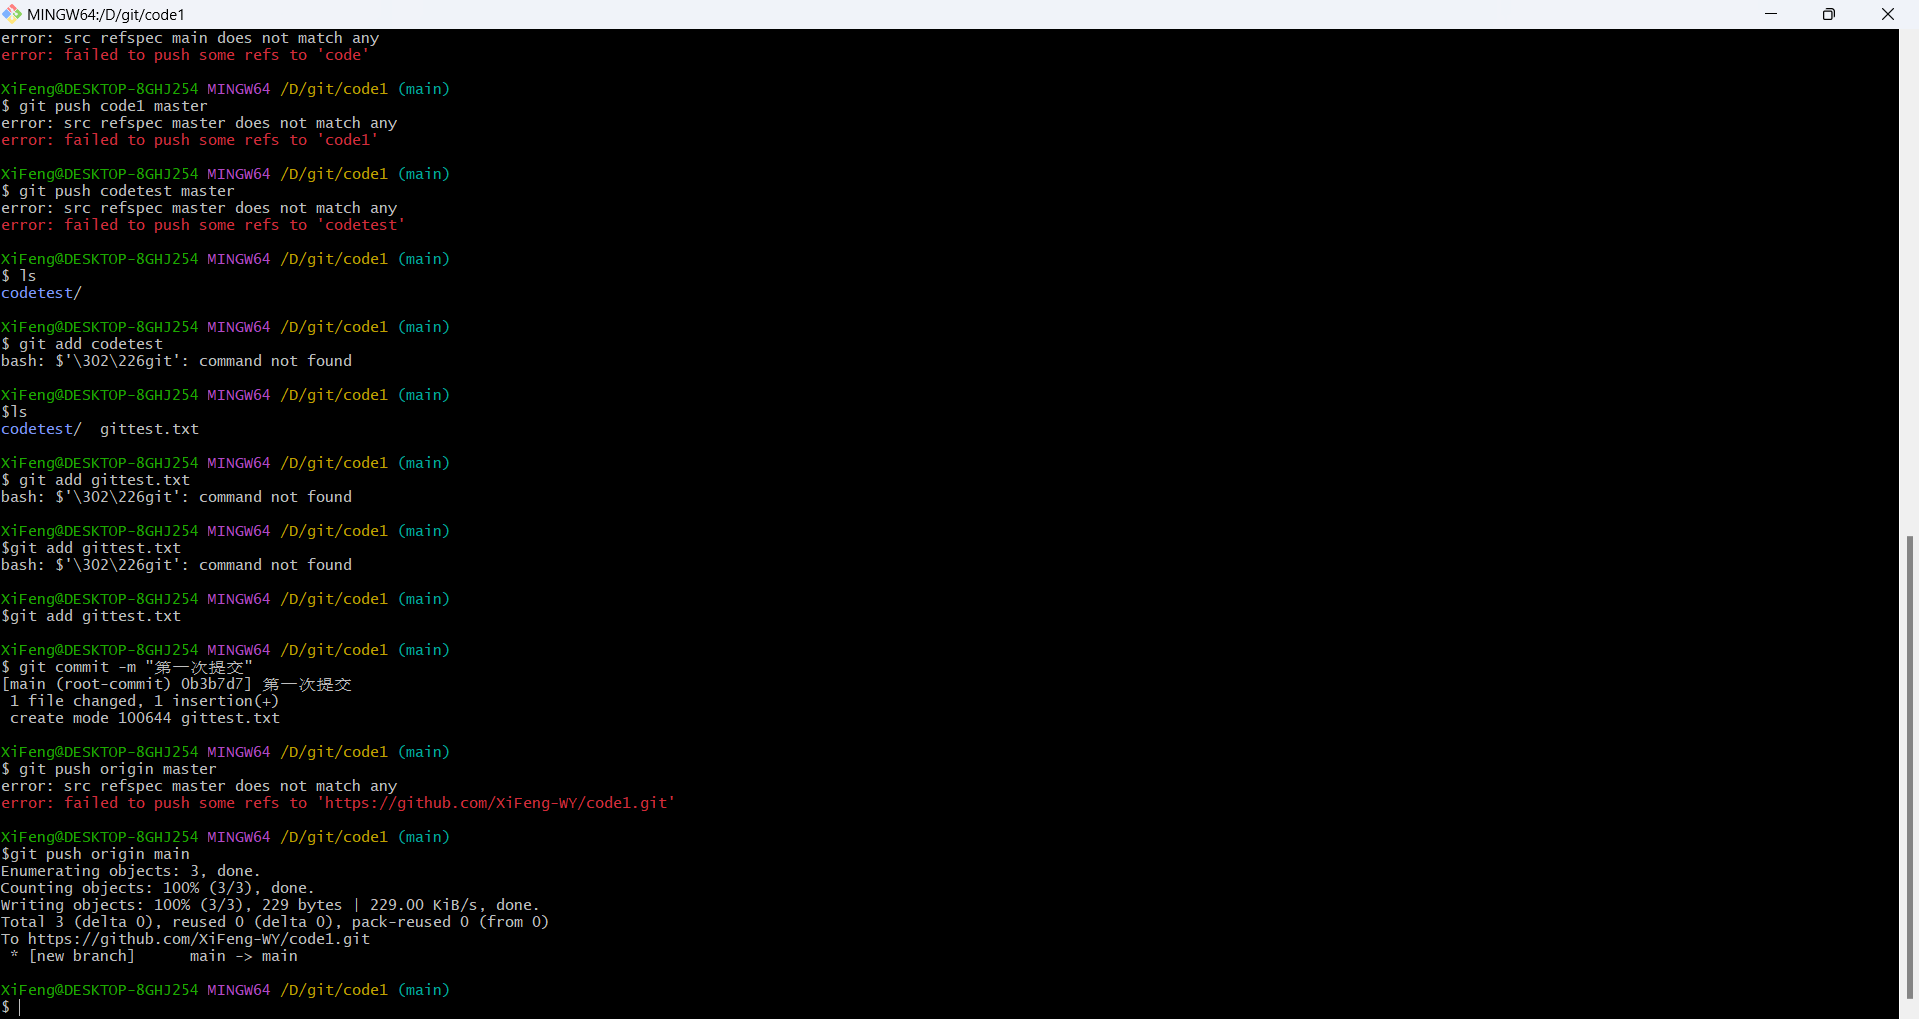 MINGW64:/D/git/code1
error: src refspec main does not match any
error: failed to push some refs to 'code'
XiFeng@DESKTOP-8GHJ254 MINGW64 /D/git/code1 (main)
$ git push code1 master
error: src refspec master does not match any
error: failed to push some refs to 'code1'
XiFeng@DESKTOP-8GHJ254 MINGW64 /D/git/code1 (main)
$ git push codetest master
error: src refspec master does not match any
error: failed to push some refs to 'codetest'
XiFeng@DESKTOP-8GHJ254 MINGW64 /D/git/code1 (main)
$ ls
codetest/
XiFeng@DESKTOP-8GHJ254 MINGW64 /D/git/code1 (main)
$ git add codetest
bash: $'\302\226git': command not found
XiFeng@DESKTOP-8GHJ254 MINGW64 /D/git/code1 (main)
$ls
codetest/  gittest.txt
XiFeng@DESKTOP-8GHJ254 MINGW64 /D/git/code1 (main)
$ git add gittest.txt
bash: $'\302\226git': command not found
XiFeng@DESKTOP-8GHJ254 MINGW64 /D/git/code1 (main)
$git add gittest.txt
bash: $'\302\226git': command not found
XiFeng@DESKTOP-8GHJ254 MINGW64 /D/git/code1 (main)
$git add gittest.txt
XiFeng@DESKTOP-8GHJ254 MINGW64 /D/git/code1 (main)
$ git commit -m "第一次提交"
[main (root-commit) 0b3b7d7] 第一次提交
 1 file changed, 1 insertion(+)
 create mode 100644 gittest.txt
XiFeng@DESKTOP-8GHJ254 MINGW64 /D/git/code1 (main)
$ git push origin master
error: src refspec master does not match any
error: failed to push some refs to 'https://github.com/XiFeng-WY/code1.git'
XiFeng@DESKTOP-8GHJ254 MINGW64 /D/git/code1 (main)
$git push origin main
Enumerating objects: 3, done.
Counting objects: 100% (3/3), done.
Writing objects: 100% (3/3), 229 bytes | 229.00 KiB/s, done.
Total 3 (delta 0), reused 0 (delta 0), pack-reused 0 (from 0)
To https://github.com/XiFeng-WY/code1.git
 * [new branch]      main -> main
XiFeng@DESKTOP-8GHJ254 MINGW64 /D/git/code1 (main)
$